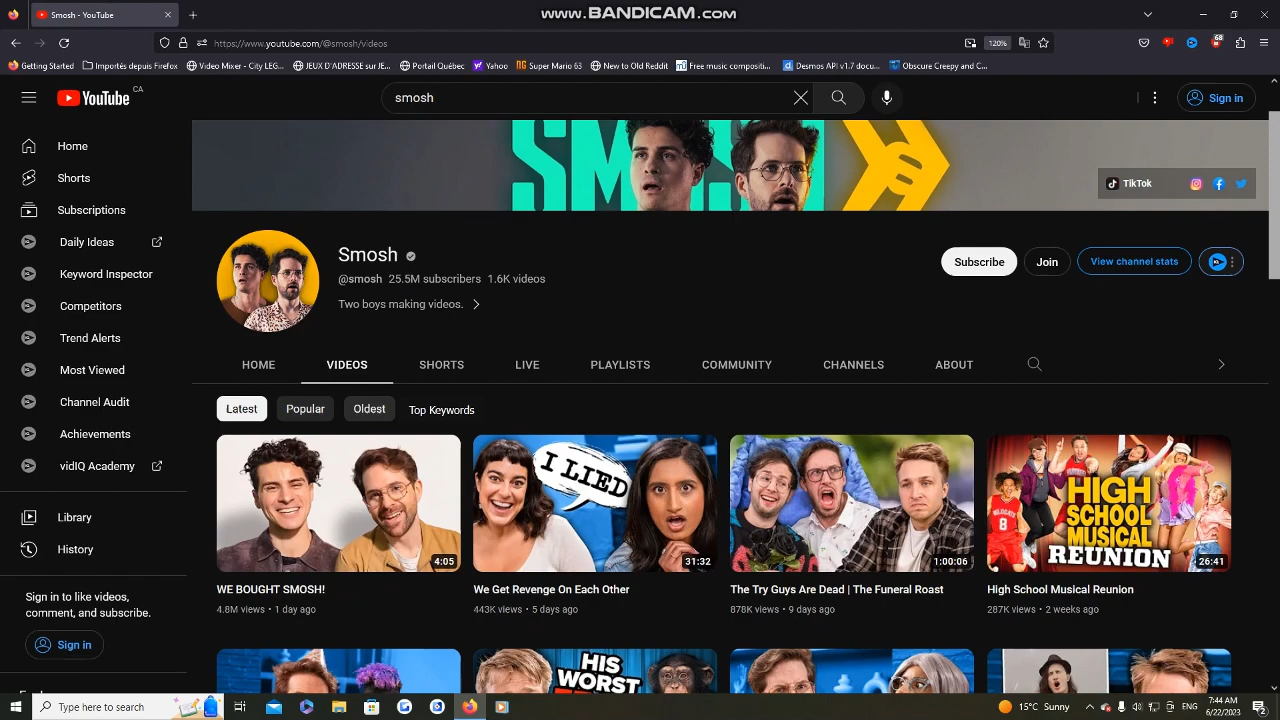 www.BANDICAM.com
Smosh - YouTube
https://www.youtube.com/@smosh/videos
120%
68
Getting Started
Importés depuis Firefox
Video Mixer - City LEG...
JEUX D'ADRESSE sur JE...
Portail Québec
Yahoo
Super Mario 63
New to Old Reddit
Free music compositi...
Desmos API v1.7 docu...
Obscure Creepy and C...
YouTube CA
smosh
Sign in
Home
Shorts
Subscriptions
Daily Ideas
Keyword Inspector
Competitors
Trend Alerts
Most Viewed
Channel Audit
Achievements
vidIQ Academy
Library
History
Sign in to like videos,
comment, and subscribe.
Sign in
TikTok
Smosh
@smosh 25.5M subscribers 1.6K videos
Two boys making videos.
Subscribe
Join
View channel stats
HOME
VIDEOS
SHORTS
LIVE
PLAYLISTS
COMMUNITY
CHANNELS
ABOUT
Latest
Popular
Oldest
Top Keywords
4:05
WE BOUGHT SMOSH!
4.8M views • 1 day ago
I LIED
31:32
We Get Revenge On Each Other
443K views • 5 days ago
1:00:06
The Try Guys Are Dead | The Funeral Roast
878K views • 9 days ago
WILDCATS
8
HIGH
SCHOOL
MUSICAL
REUNION
26:41
High School Musical Reunion
287K views • 2 weeks ago
HIS
WORST
Type here to search
15°C Sunny
7:44 AM
6/22/2023
2